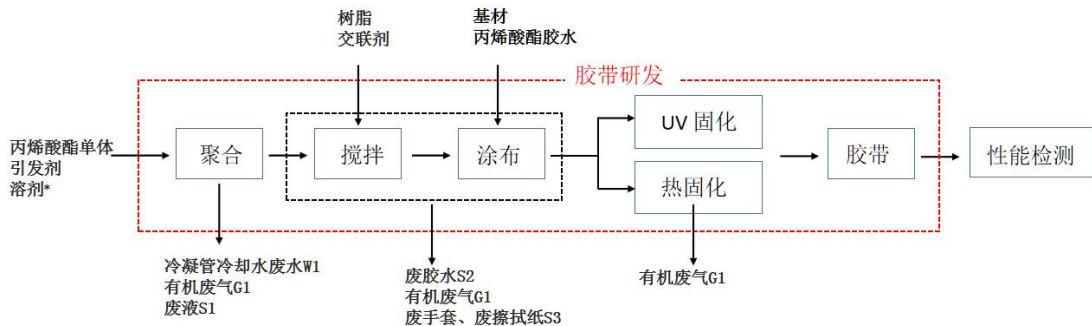 树脂
交联剂
基材
丙烯酸酯胶水
胶带研发
丙烯酸酯单体
引发剂
溶剂*
聚合
搅拌
涂布
UV 固化
热固化
胶带
性能检测
冷凝管冷却水废水W1
有机废气G1
废液S1
废胶水S2
有机废气G1
废手套、废擦拭纸S3
有机废气G1